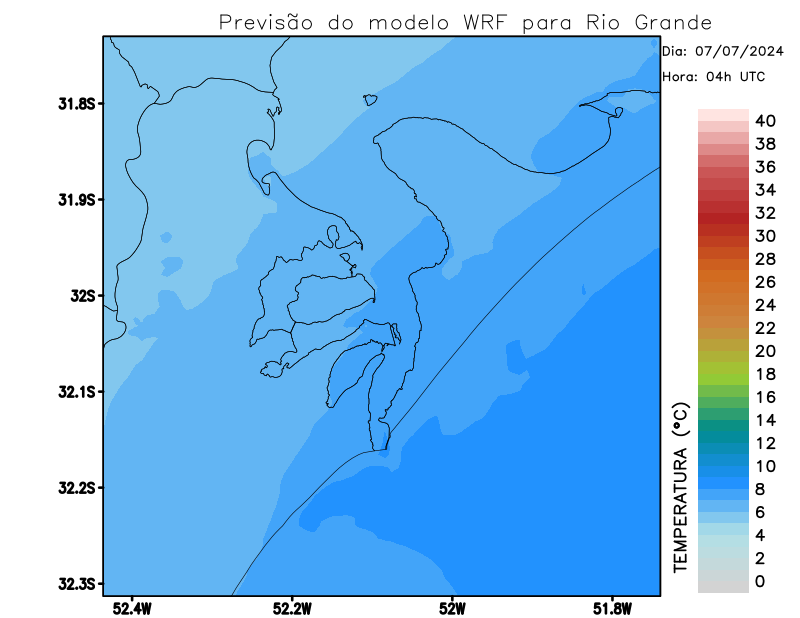 Previsão do modelo WRF para Rio Grande
Dia: 07/07/2024
Hora: 04h UTC
31.8S
31.9S
32S
32.1S
32.2S
32.3S
52.4W
52.2W
52W
51.8W
TEMPERATURA (°C)
40
38
36
34
32
30
28
26
24
22
20
18
16
14
12
10
8
6
4
2
0